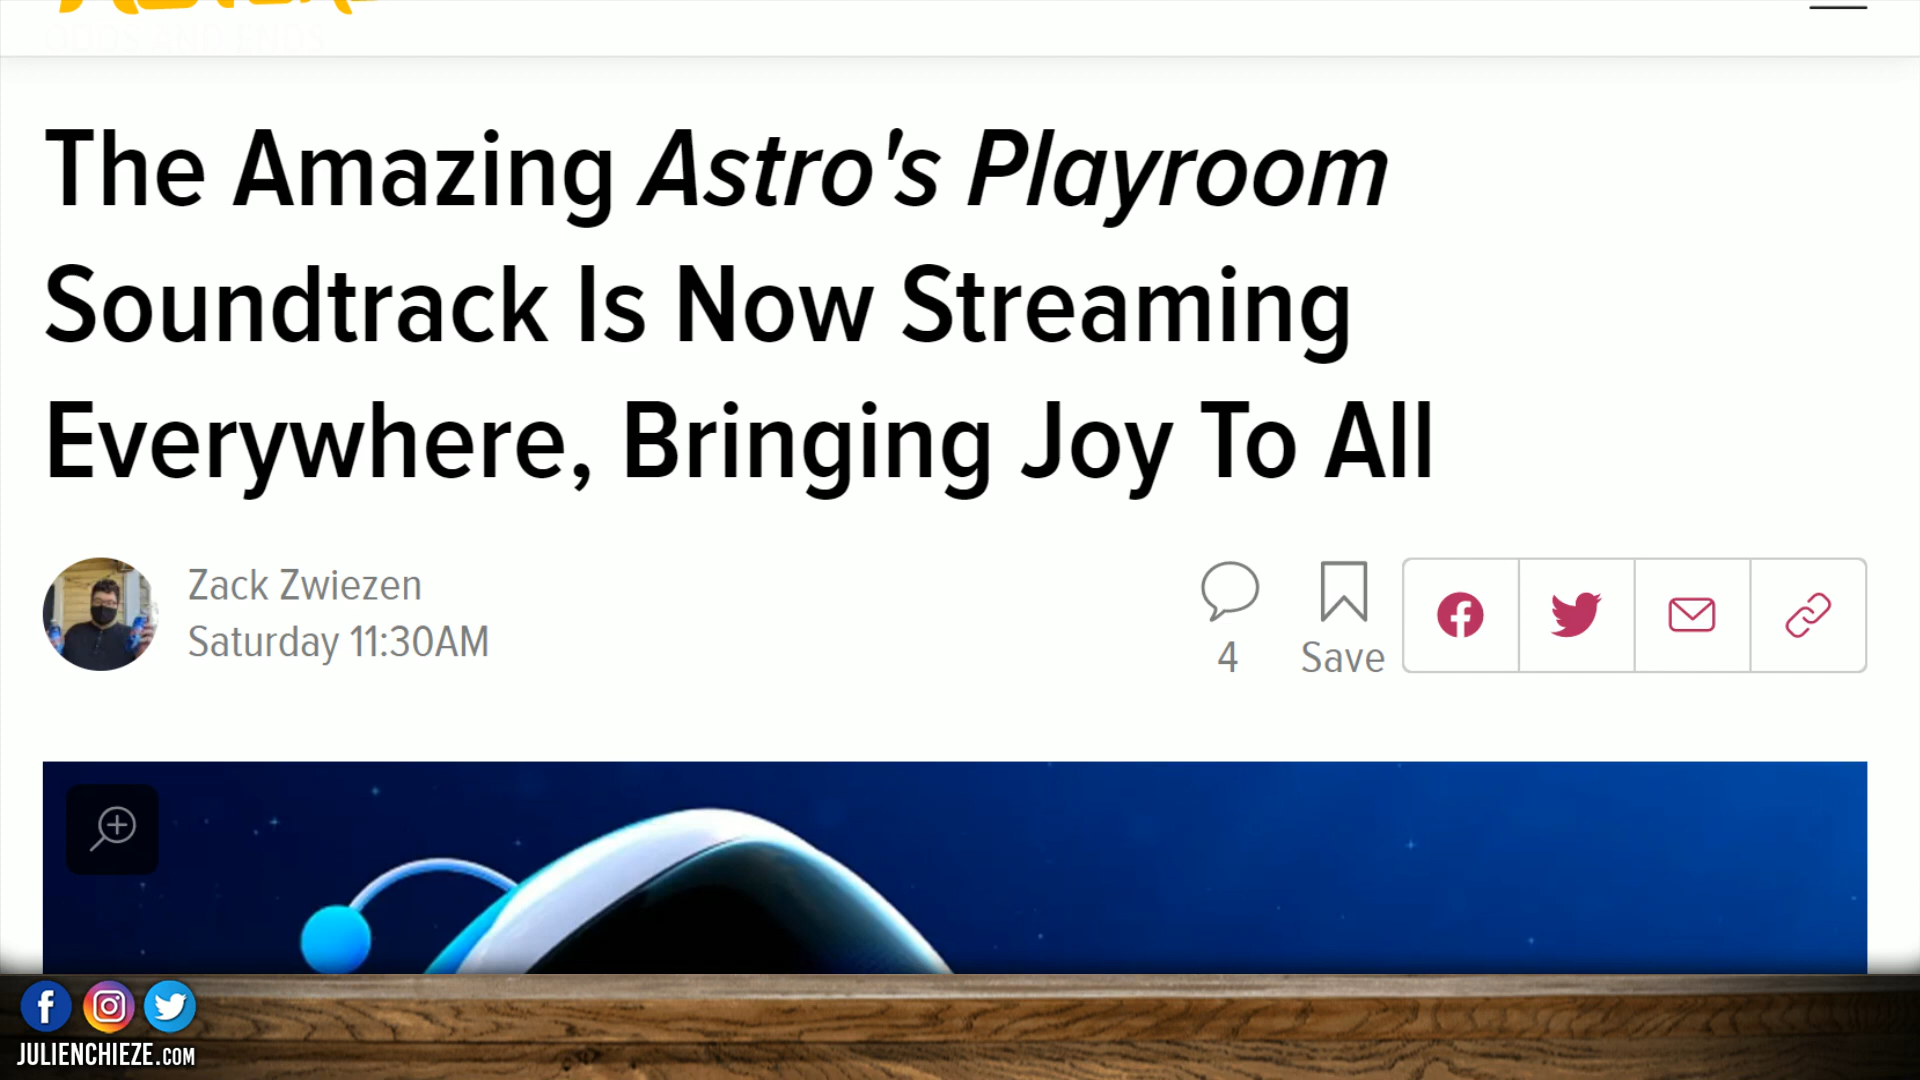 The Amazing Astro's Playroom
Soundtrack Is Now Streaming
Everywhere, Bringing Joy To All
Zack Zwiezen
Saturday 11:30AM
4
Save
JULIENCHIEZE.COM